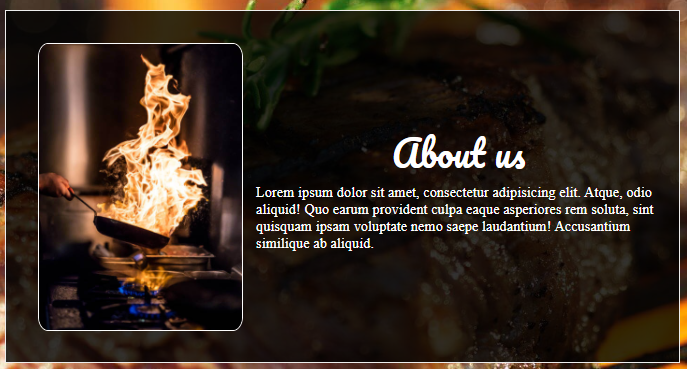 About us
Lorem ipsum dolor sit amet, consectetur adipisicing elit. Atque, odio
aliquid! Quo earum provident culpa eaque asperiores rem soluta, sint
quisquam ipsam voluptate nemo saepe laudantium! Accusantium
similique ab aliquid.